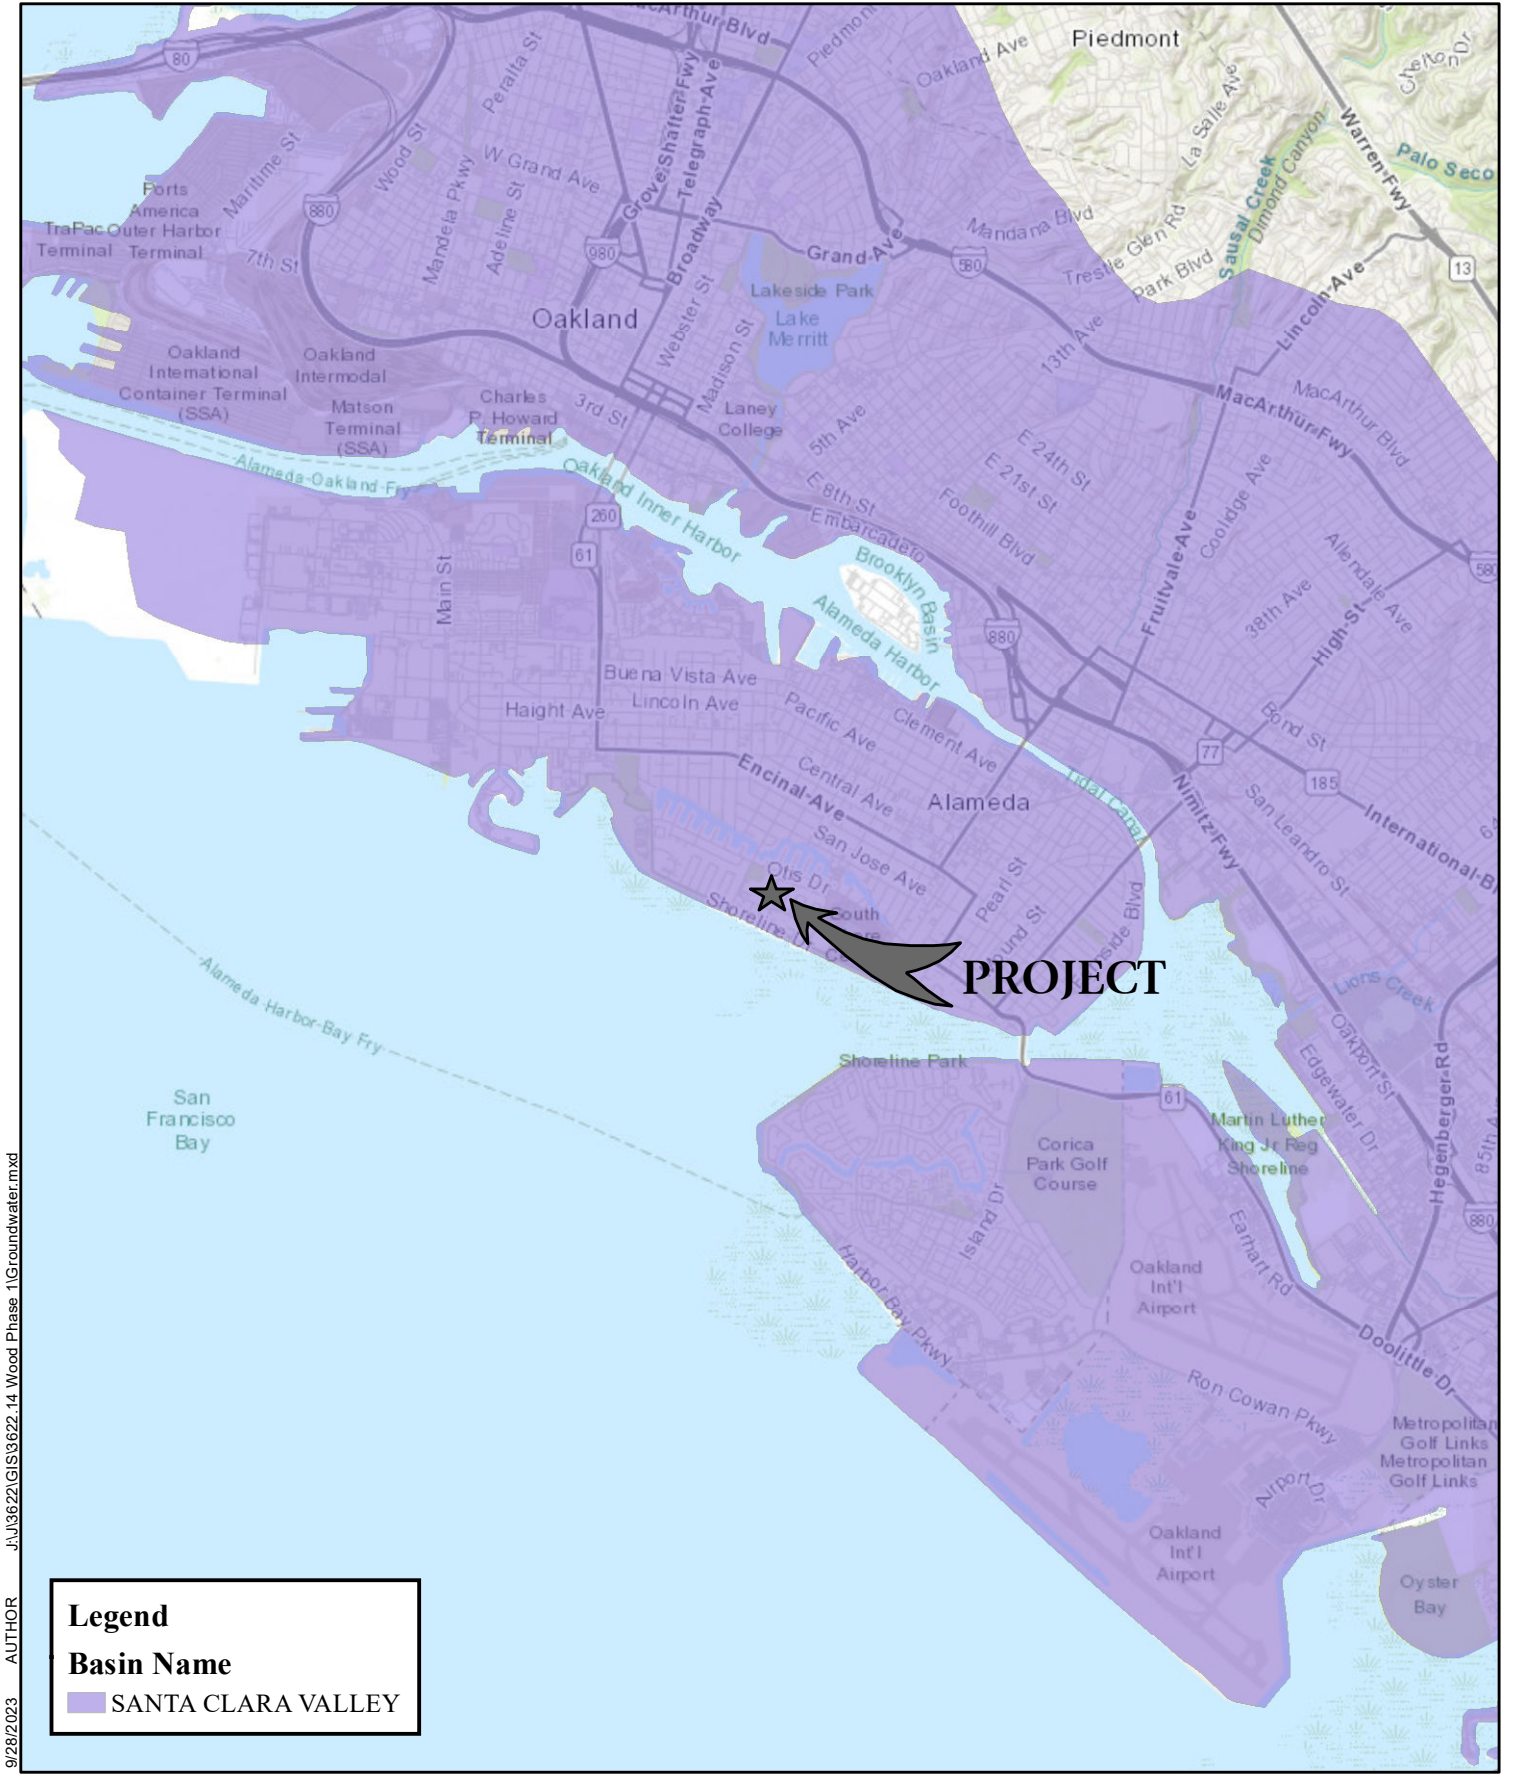 MacArthur Blvd
Piedmont
Oakland Ave
Piedmont
Chelton Dr
80
Peralta St
Grove Shafter Fwy
Telegraph Ave
La Salle Ave
Warren Fwy
Palo Seco
Maritime St
Wood St
W Grand Ave
Sausal Creek
Dimond Canyon
Ports
America
Outer Harbor
Terminal
TraPac
Terminal
880
Mandela Pkwy
Adeline St
980
Broadway
Grand Ave
580
Mandana Blvd
Trestle Glen Rd
Park Blvd
13
7th St
Lakeside Park
Lake
Merritt
Oakland
Webster St
Madison St
13th Ave
Lincoln Ave
Oakland
International
Container Terminal
(SSA)
Oakland
Intermodal
Matson
Terminal
(SSA)
Charles
P. Howard
Terminal
3rd St
Laney
College
5th Ave
MacArthur Fwy
MacArthur Blvd
E 24th St
E 21st St
Alameda-Oakland Fry
Oakland Inner Harbor
E 8th St
Embarcadero
Foothill Blvd
Coolidge Ave
260
61
Main St
Brooklyn Basin
Alameda Harbor
Fruitvale Ave
Allendale Ave
580
38th Ave
High St
880
Buena Vista Ave
Lincoln Ave
Haight Ave
Pacific Ave
Clement Ave
Bond St
77
185
Encinal Ave
Central Ave
Alameda
Tidal Canal
Nimitz Fwy
San Leandro St
International B
San Jose Ave
Otis Dr
Pearl St
Shoreline D
South
PROJECT
Lions Creek
Alameda Harbor Bay Fry
Oakport St
Edgewater Dr
Hegenberger Rd
85th A
San
Francisco
Bay
Shoreline Park
61
Martin Luther
King Jr Reg
Shoreline
Corica
Park Golf
Course
Island Dr
880
Harbor Bay Pkwy
Earhart Rd
Oakland
Int'l
Airport
Doolittle Dr
Ron Cowan Pkwy
Metropolitan
Golf Links
Metropolitan
Golf Links
Airport Dr
Oakland
Int'l
Airport
Oyster
Bay
Legend
Basin Name
SANTA CLARA VALLEY
9/28/2023 AUTHOR J:\J\3622\GIS\3622.14 Wood Phase 1\Groundwater.mxd